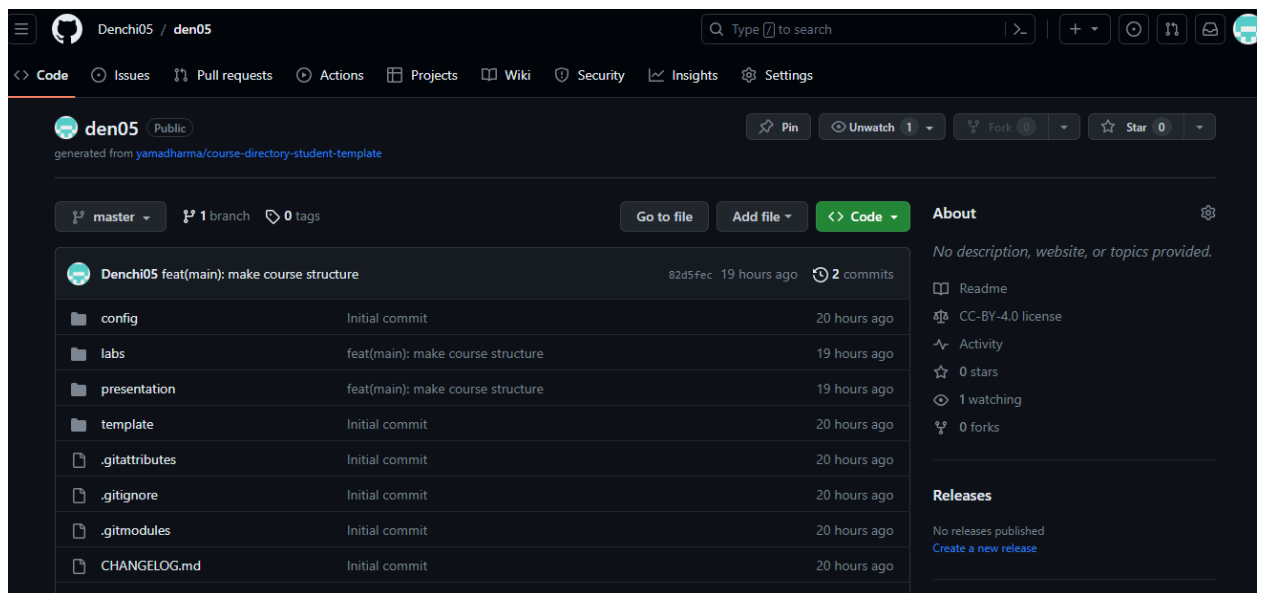 Denchi05 / den05
Type / to search
Code Issues Pull requests Actions Projects Wiki Security Insights Settings
den05 Public
Pin Unwatch 1 Fork 0 Star 0
generated from yamadharma/course-directory-student-template
master 1 branch 0 tags Go to file Add file Code
Denchi05 feat(main): make course structure 82d5fec 19 hours ago 2 commits
config Initial commit 20 hours ago
labs feat(main): make course structure 19 hours ago
presentation feat(main): make course structure 19 hours ago
template Initial commit 20 hours ago
.gitattributes Initial commit 20 hours ago
.gitignore Initial commit 20 hours ago
.gitmodules Initial commit 20 hours ago
CHANGELOG.md Initial commit 20 hours ago
About
No description, website, or topics provided.
Readme
CC-BY-4.0 license
Activity
0 stars
1 watching
0 forks
Releases
No releases published
Create a new release